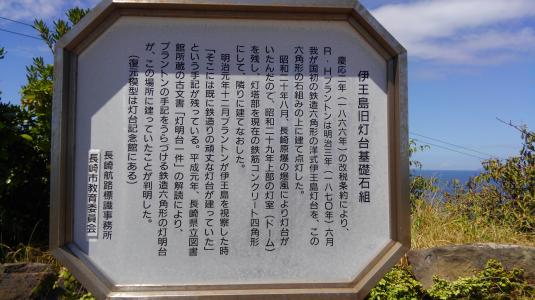 伊王島旧灯台基礎石組
慶応二年（一八六六年）の改税条約により、
R・Hブラントンは明治三年（一八七〇年）六月
我が国初の鉄造六角形の洋式伊王島灯台を、この
六角形の石組みの上に建て点灯した。
昭和二十年八月、長崎原爆の爆風により灯台が
いたんだので、昭和二十九年上部の灯室（ドーム）
を残し、灯塔部を現在の鉄筋コンクリート四角形
にして、隣りに建てなおした。
明治元年十二月ブラントンが伊王島を視察した時
「そこには既に鉄造りの頑丈な灯台が建っていた」
という手記が残っている。平成元年、長崎県立図書
館所蔵の古文書「灯明台一件」の解読により、
ブラントンの手記をうらづける鉄造六角形の灯明台
が、この場所に建っていたことが判明した。
（復元模型は灯台記念館にある）
長崎航路標識事務所
長崎市教育委員会